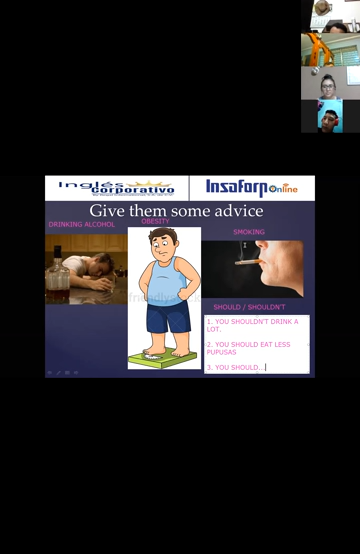 Inglés Corporativo
Insaforp Online
Give them some advice
DRINKING ALCOHOL
OBESITY
SMOKING
SHOULD / SHOULDN'T
1. YOU SHOULDN'T DRINK A
LOT.
2. YOU SHOULD EAT LESS
PUPUSAS
3. YOU SHOULD...